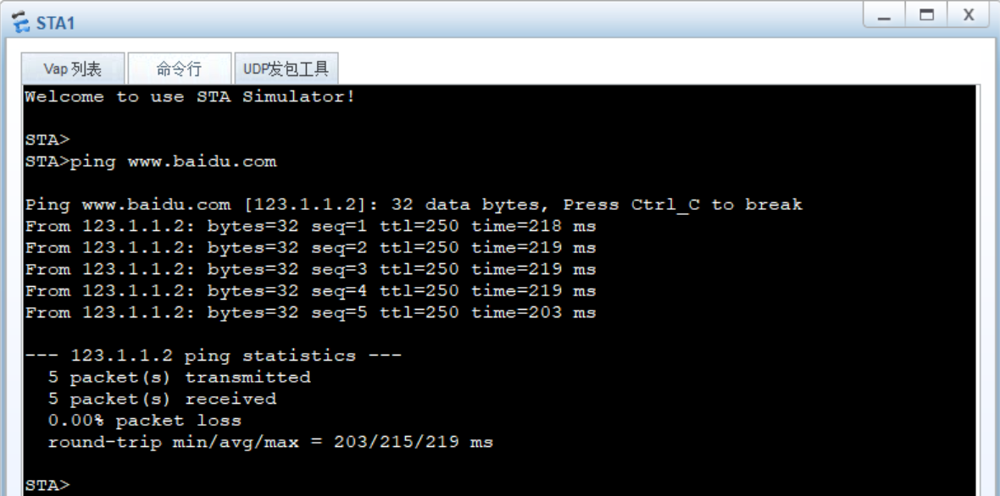 STA1
Vap 列表 命令行 UDP发包工具
Welcome to use STA Simulator!
STA>
STA>ping www.baidu.com
Ping www.baidu.com [123.1.1.2]: 32 data bytes, Press Ctrl_C to break
From 123.1.1.2: bytes=32 seq=1 ttl=250 time=218 ms
From 123.1.1.2: bytes=32 seq=2 ttl=250 time=219 ms
From 123.1.1.2: bytes=32 seq=3 ttl=250 time=219 ms
From 123.1.1.2: bytes=32 seq=4 ttl=250 time=219 ms
From 123.1.1.2: bytes=32 seq=5 ttl=250 time=203 ms
--- 123.1.1.2 ping statistics ---
5 packet(s) transmitted
5 packet(s) received
0.00% packet loss
round-trip min/avg/max = 203/215/219 ms
STA>